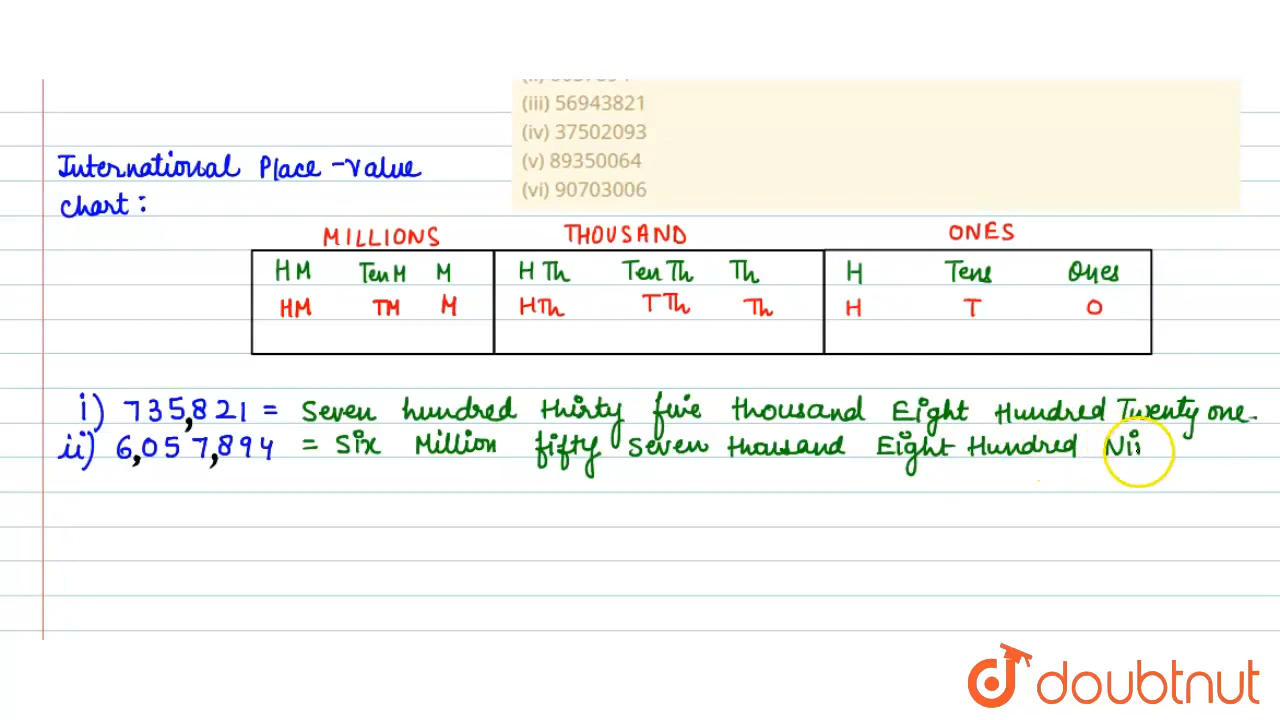 (iii) 56943821
(iv) 37502093
(v) 89350064
(vi) 90703006
International Place-Value
chart:
MILLIONS THOUSAND ONES
HM Ten M M H Th Ten Th Th H Tens Ones
HM TM M HTh T Th Th H T O
i) 735,821 = Seven hundred thirty five thousand Eight Hundred Twenty one.
ii) 6,057,894 = Six Million fifty seven thousand Eight Hundred Ni
doubtnut